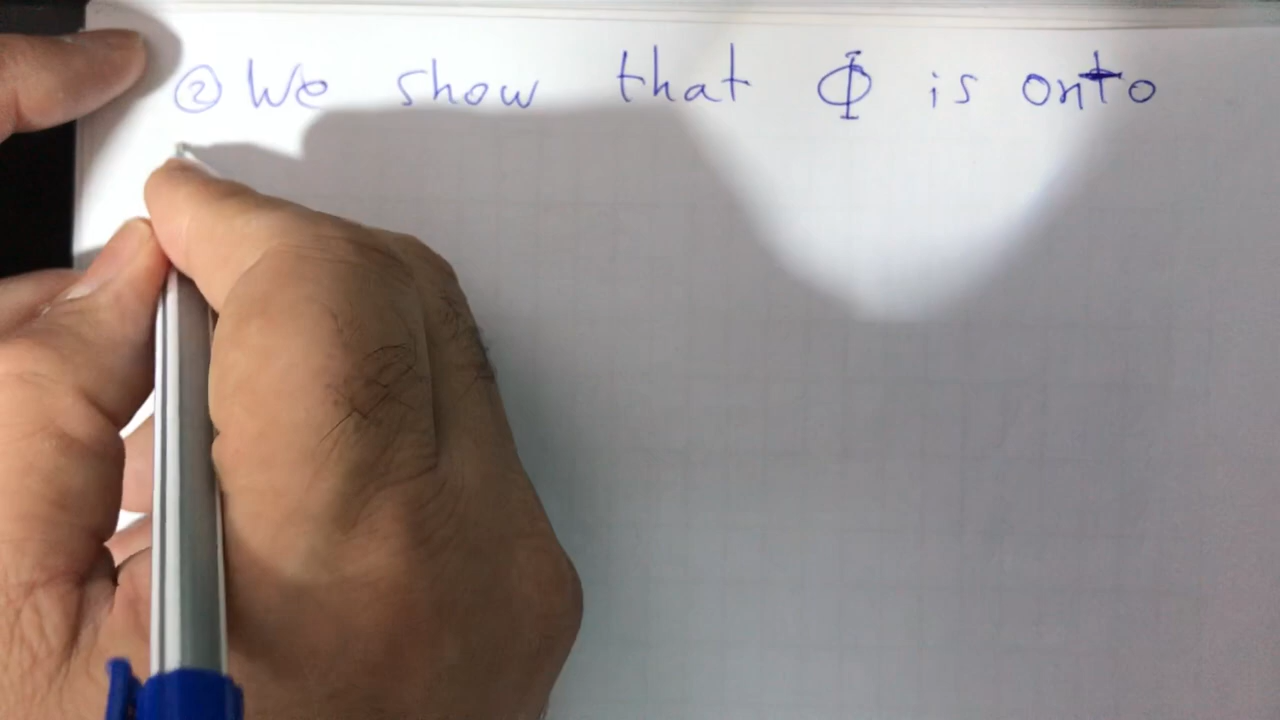 ② We show that Φ is onto